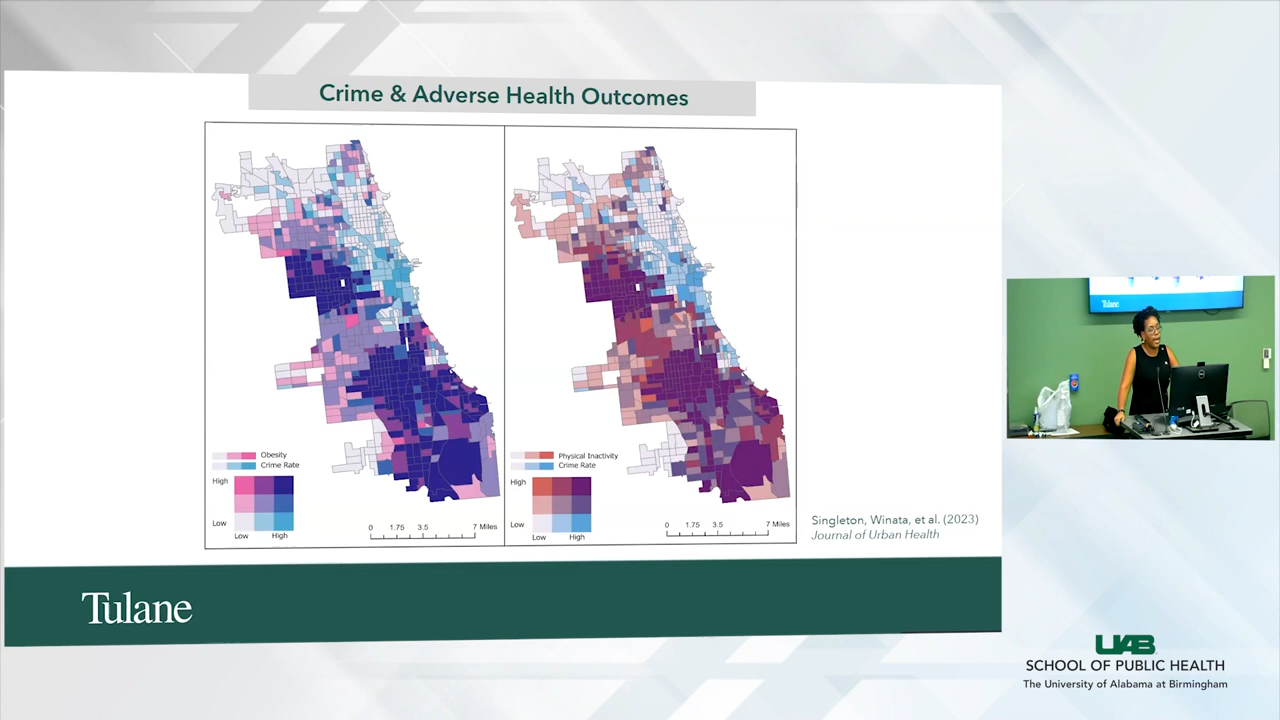 Crime & Adverse Health Outcomes
Obesity
Crime Rate
High
Low
Low High
0 1.75 3.5 7 Miles
Physical Inactivity
Crime Rate
High
Low
Low High
0 1.75 3.5 7 Miles
Singleton, Winata, et al. (2023)
Journal of Urban Health
Tulane
Tulane
UAB
SCHOOL OF PUBLIC HEALTH
The University of Alabama at Birmingham